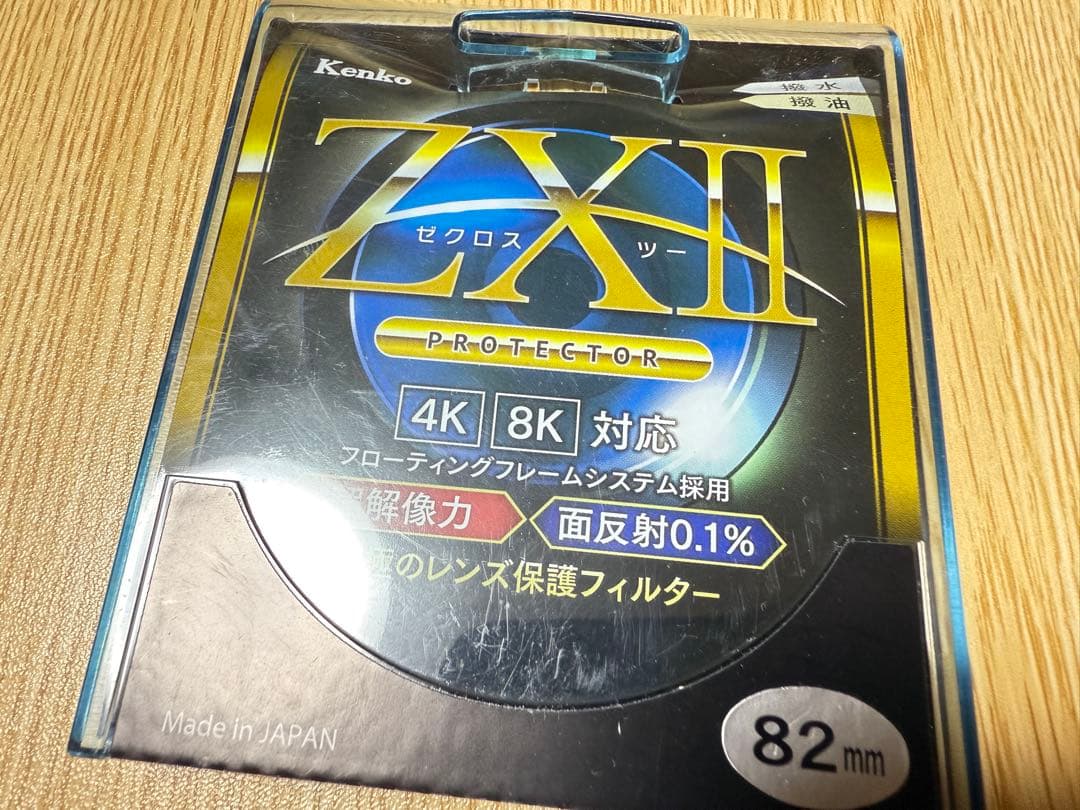 Kenko
撥水
撥油
ZXII
ゼクロス ツー
PROTECTOR
4K 8K 対応
フローティングフレームシステム採用
解像力 面反射0.1%
のレンズ保護フィルター
Made in JAPAN
82mm